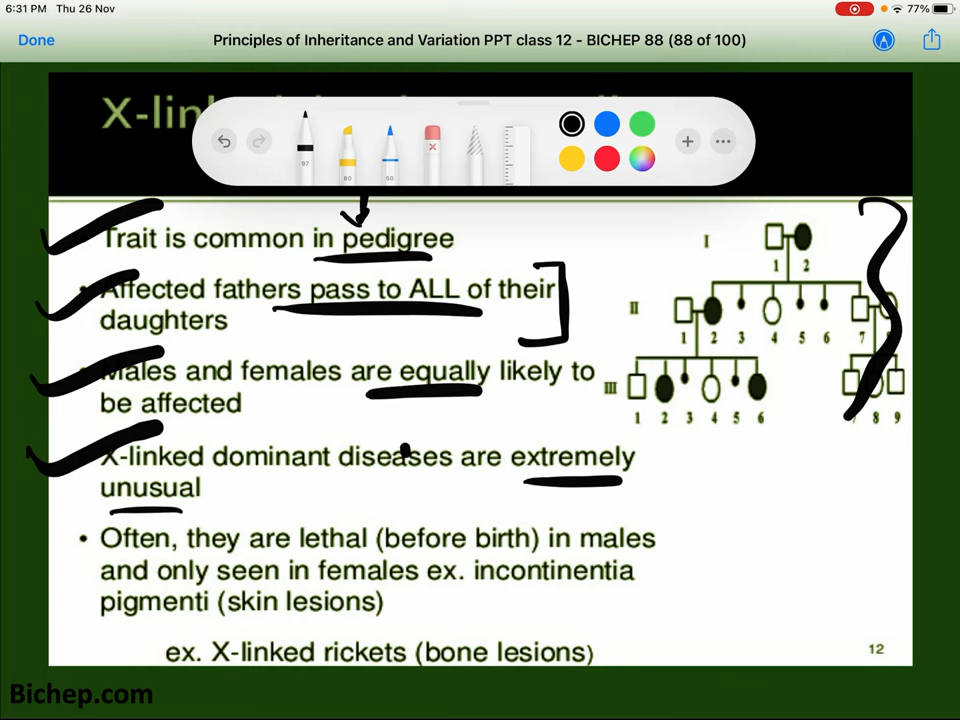 6:31 PM Thu 26 Nov
77%
Done
Principles of Inheritance and Variation PPT class 12 - BICHEP 88 (88 of 100)
97
80
50
Trait is common in pedigree
• Affected fathers pass to ALL of their
daughters
• Males and females are equally likely to
be affected
X-linked dominant diseases are extremely
unusual
• Often, they are lethal (before birth) in males
and only seen in females ex. incontinentia
pigmenti (skin lesions)
ex. X-linked rickets (bone lesions)
I
1 2
II
1 2 3 4 5 6 7
III
1 2 3 4 5 6 7 8 9
12
Bichep.com